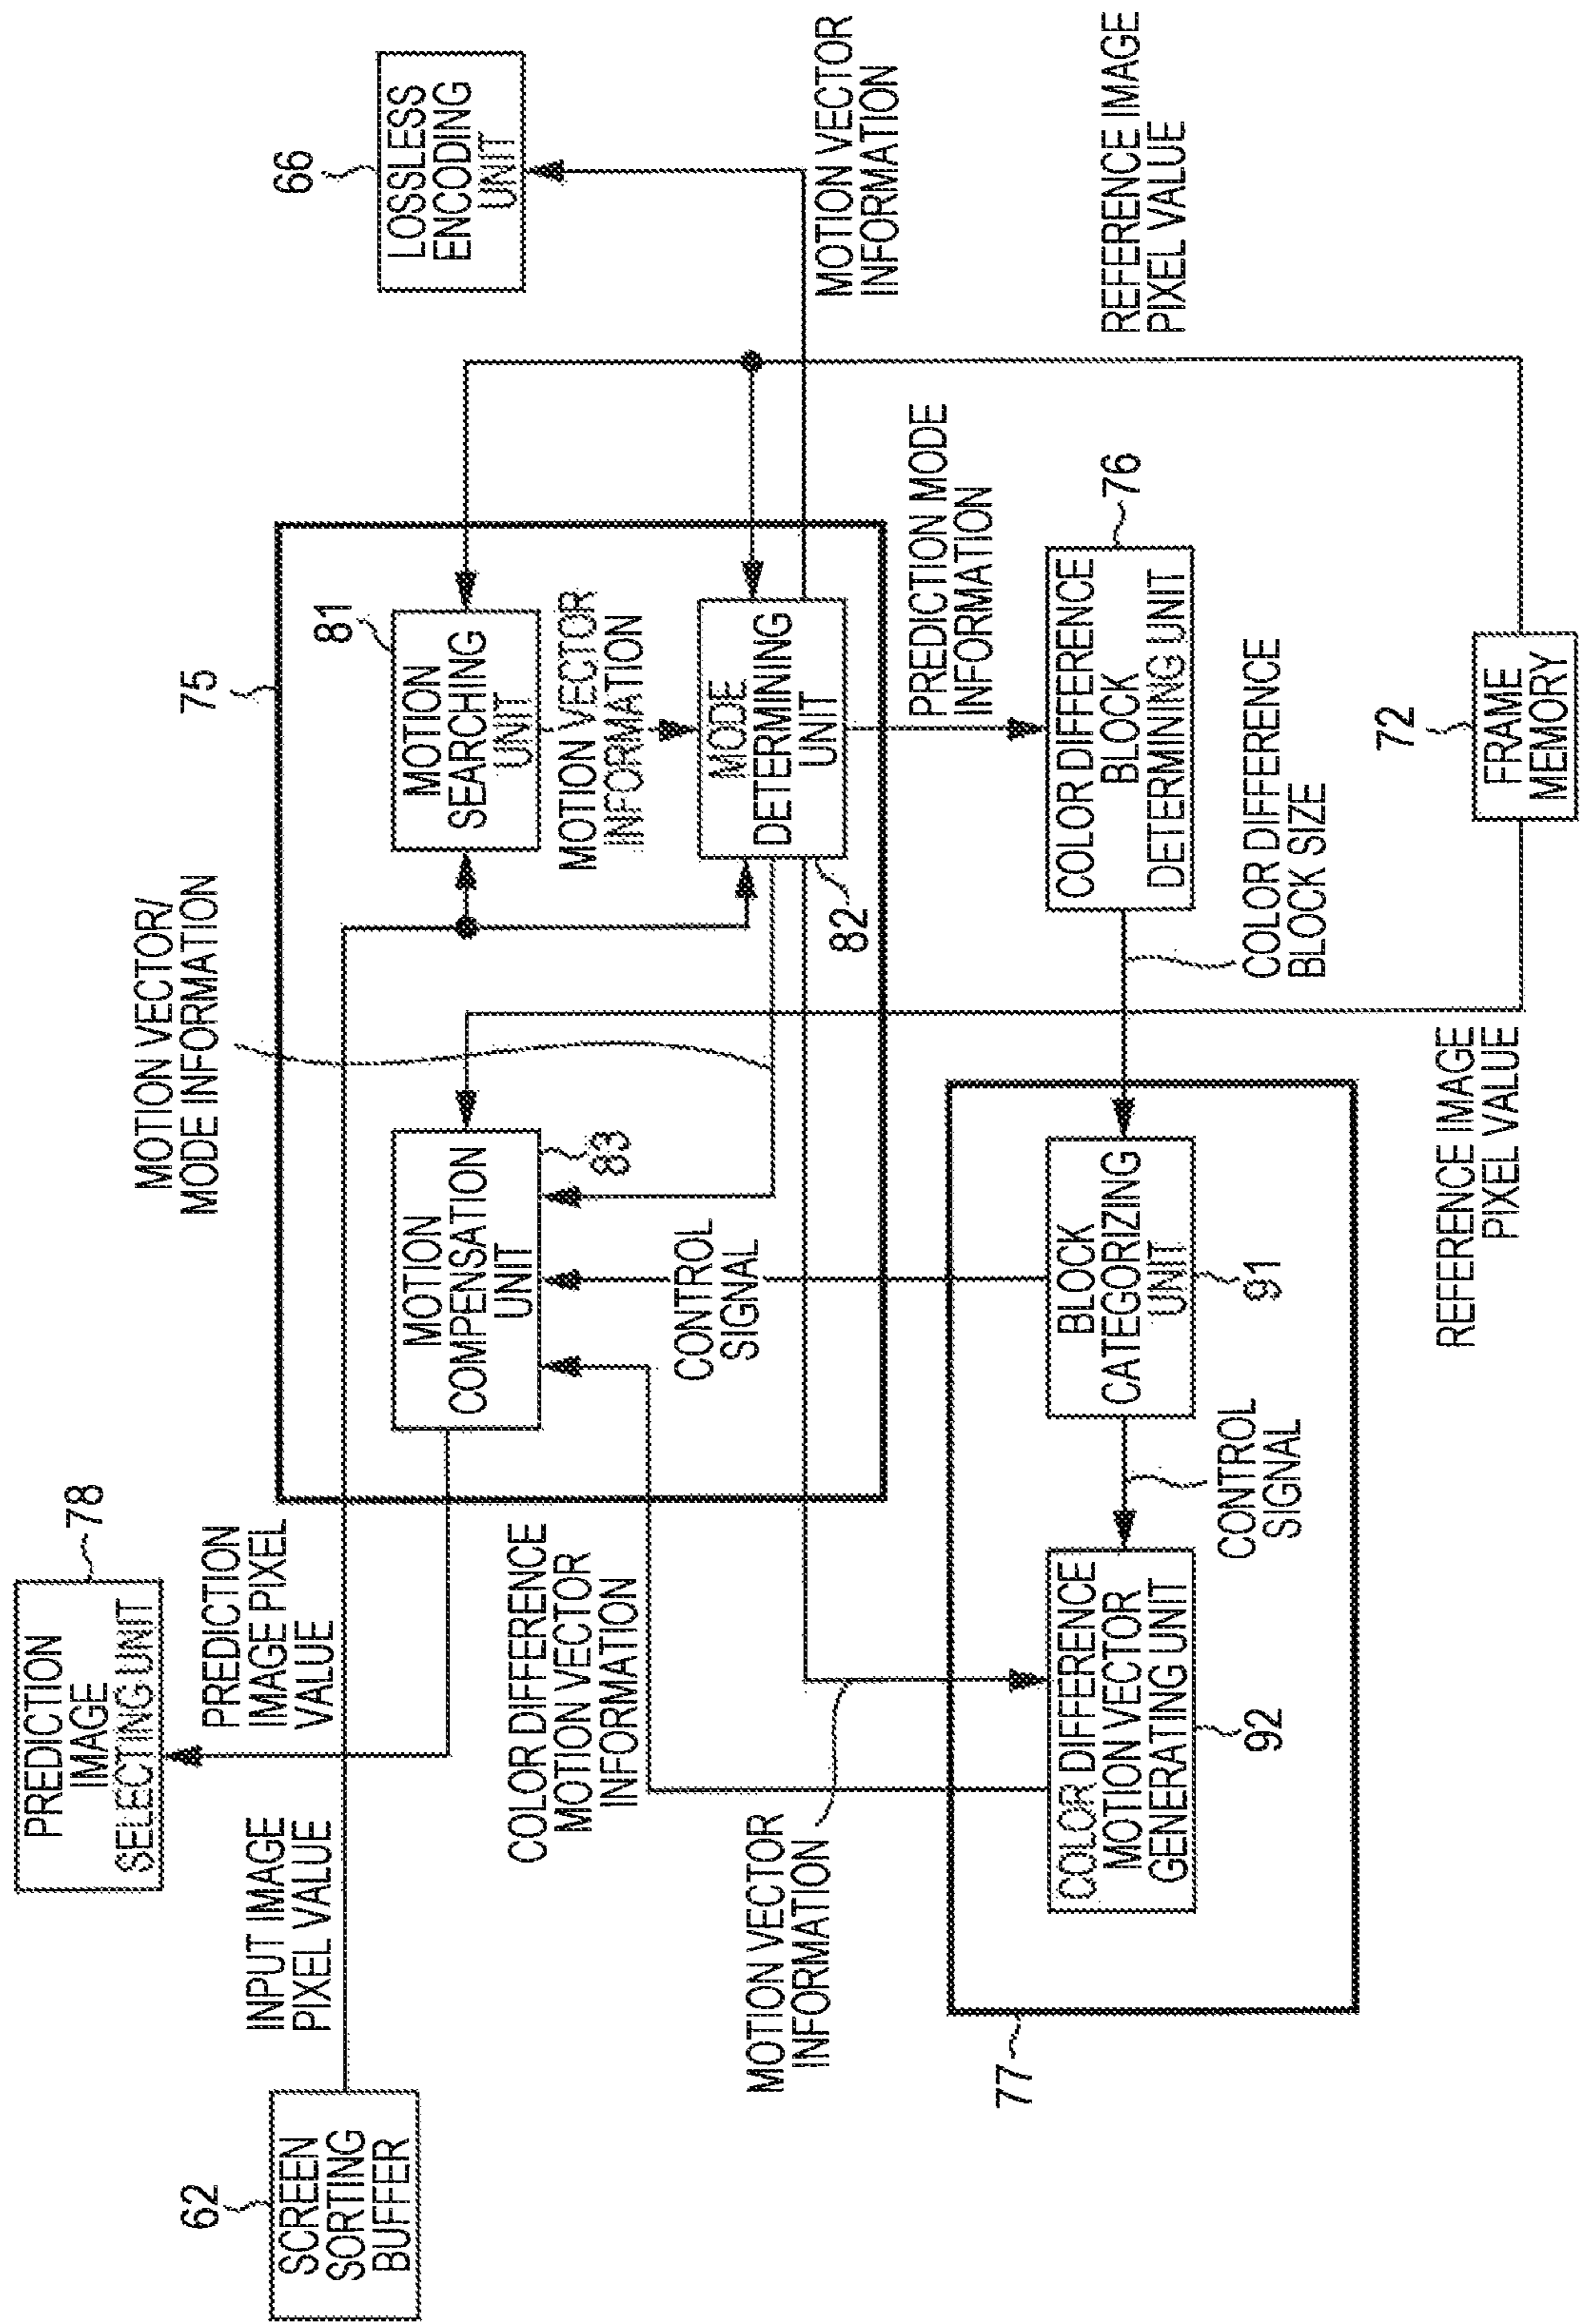 62
SCREEN
SORTING
BUFFER
INPUT IMAGE
PIXEL VALUE
78
PREDICTION
IMAGE
SELECTING UNIT
PREDICTION
IMAGE PIXEL
VALUE
MOTION VECTOR/
MODE INFORMATION
75
MOTION
COMPENSATION
UNIT
83
81
MOTION
SEARCHING
UNIT
MOTION VECTOR
INFORMATION
MODE
DETERMINING
UNIT
82
66
LOSSLESS
ENCODING
UNIT
MOTION VECTOR
INFORMATION
COLOR DIFFERENCE
MOTION VECTOR
INFORMATION
CONTROL
SIGNAL
MOTION VECTOR
INFORMATION
PREDICTION MODE
INFORMATION
REFERENCE IMAGE
PIXEL VALUE
77
COLOR DIFFERENCE
MOTION VECTOR
GENERATING UNIT
92
CONTROL
SIGNAL
BLOCK
CATEGORIZING
UNIT
91
76
COLOR DIFFERENCE
BLOCK
DETERMINING UNIT
COLOR DIFFERENCE
BLOCK SIZE
72
FRAME
MEMORY
REFERENCE IMAGE
PIXEL VALUE